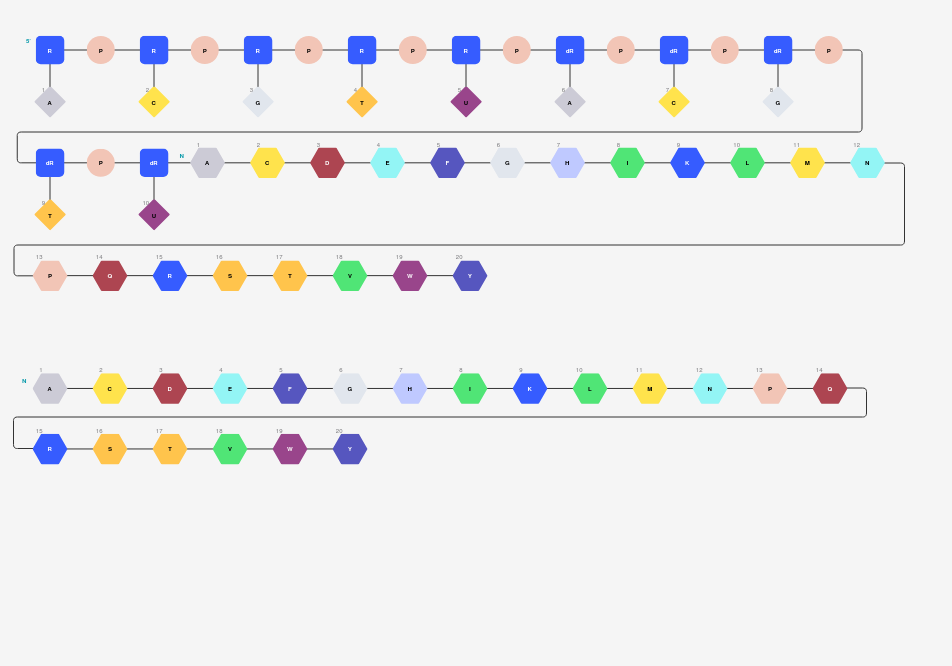 5' R P R P R P R P R P dR P dR P dR P
1 2 3 4 5 6 7 8
A C G T U A C G
1 2 3 4 5 6 7 8 9 10 11 12
dR P dR N A C D E F G H I K L M N
9 10
T U
13 14 15 16 17 18 19 20
P Q R S T V W Y
1 2 3 4 5 6 7 8 9 10 11 12 13 14
N A C D E F G H I K L M N P Q
15 16 17 18 19 20
R S T V W Y